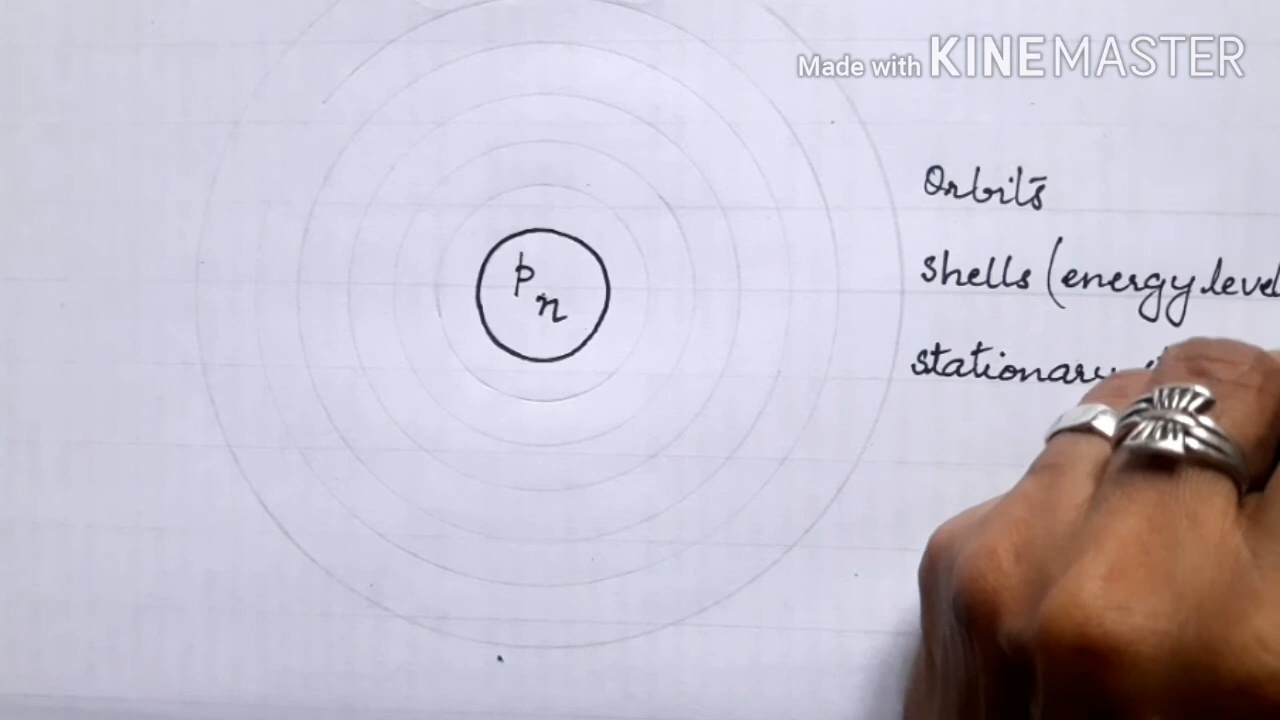 Made with KINEMASTER
Orbits
Shells (energy level
p
n
stationary